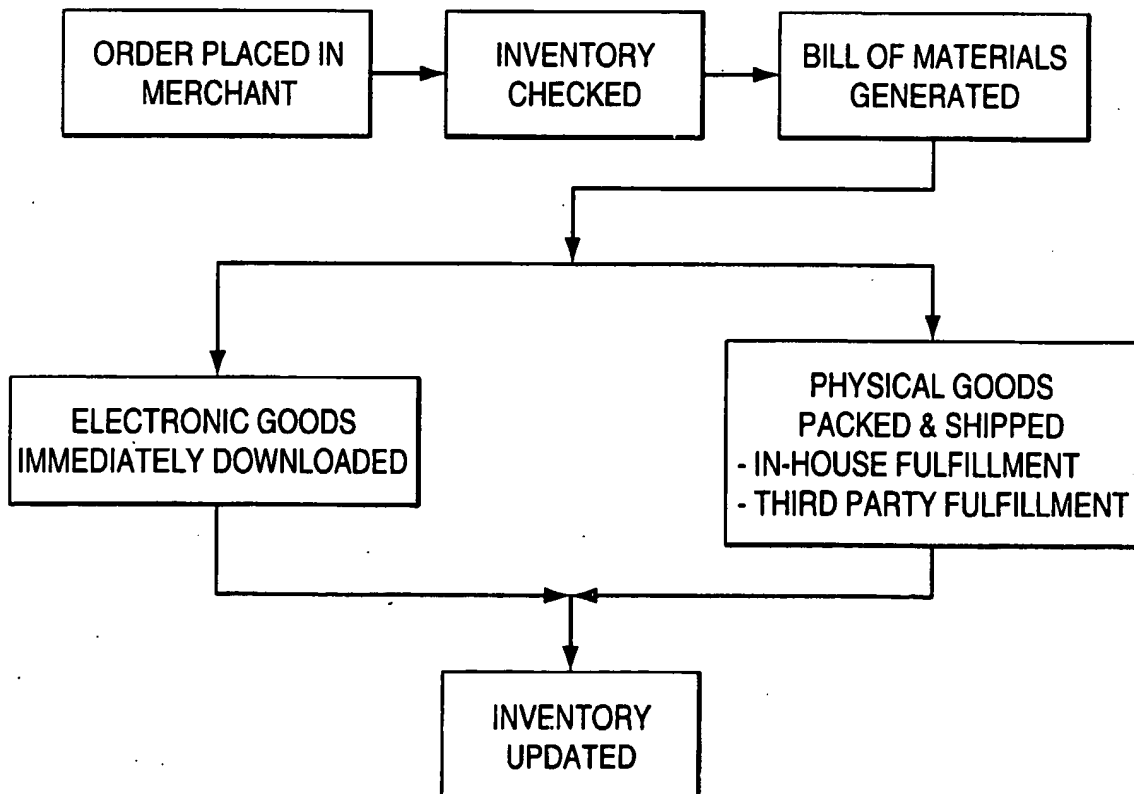 ORDER PLACED IN
MERCHANT
INVENTORY
CHECKED
BILL OF MATERIALS
GENERATED
ELECTRONIC GOODS
IMMEDIATELY DOWNLOADED
PHYSICAL GOODS
PACKED & SHIPPED
- IN-HOUSE FULFILLMENT
- THIRD PARTY FULFILLMENT
INVENTORY
UPDATED